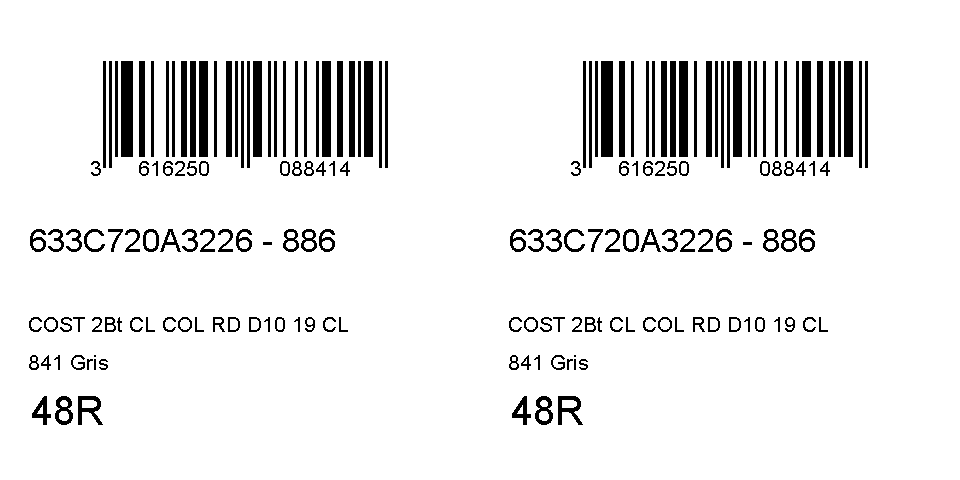 3 616250 088414
633C720A3226 - 886
COST 2Bt CL COL RD D10 19 CL
841 Gris
48R
3 616250 088414
633C720A3226 - 886
COST 2Bt CL COL RD D10 19 CL
841 Gris
48R